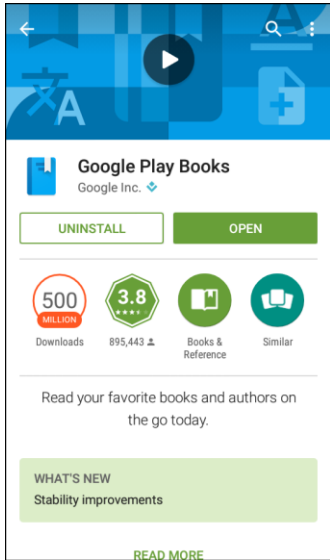 Google Play Books
Google Inc.
UNINSTALL
OPEN
500
MILLION
Downloads
3.8
895,443
Books &
Reference
Similar
Read your favorite books and authors on
the go today.
WHAT'S NEW
Stability improvements
READ MORE